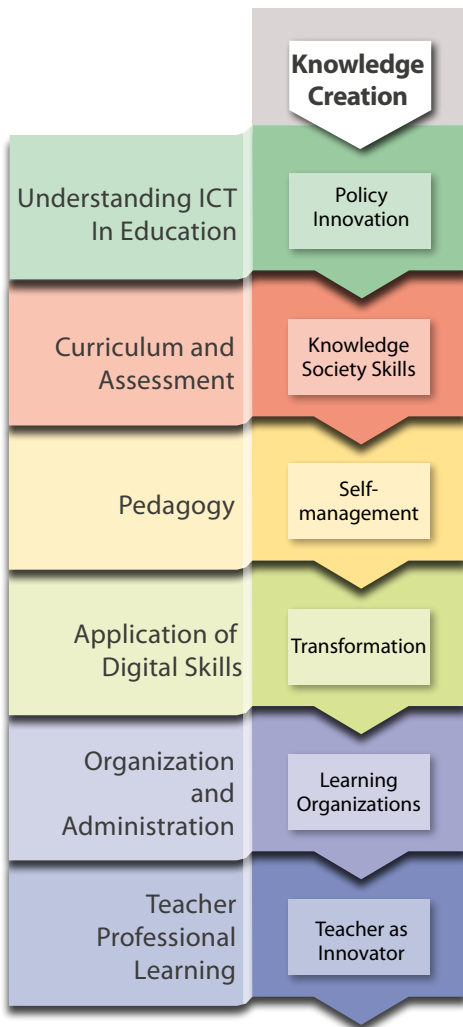 Knowledge
Creation
Understanding ICT
In Education
Policy
Innovation
Curriculum and
Assessment
Knowledge
Society Skills
Pedagogy
Self-
management
Application of
Digital Skills
Transformation
Organization
and
Administration
Learning
Organizations
Teacher
Professional
Learning
Teacher as
Innovator